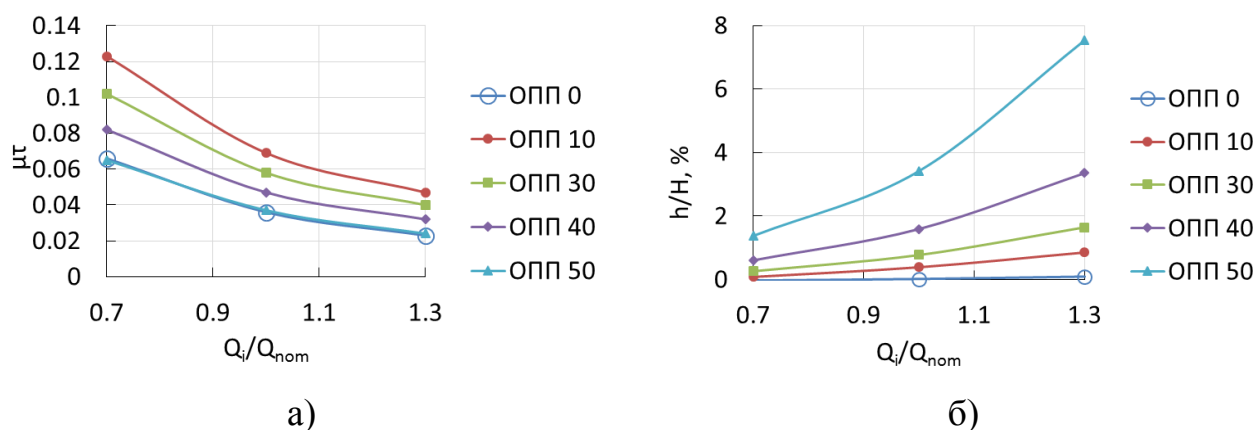 0.14
0.12
0.1
0.08
0.06
0.04
0.02
0
μτ
0.7 0.9 1.1 1.3
Qi/Qnom
ОПП 0
ОПП 10
ОПП 30
ОПП 40
ОПП 50
а)
8
6
4
2
0
h/H, %
0.7 0.9 1.1 1.3
Qi/Qnom
ОПП 0
ОПП 10
ОПП 30
ОПП 40
ОПП 50
б)